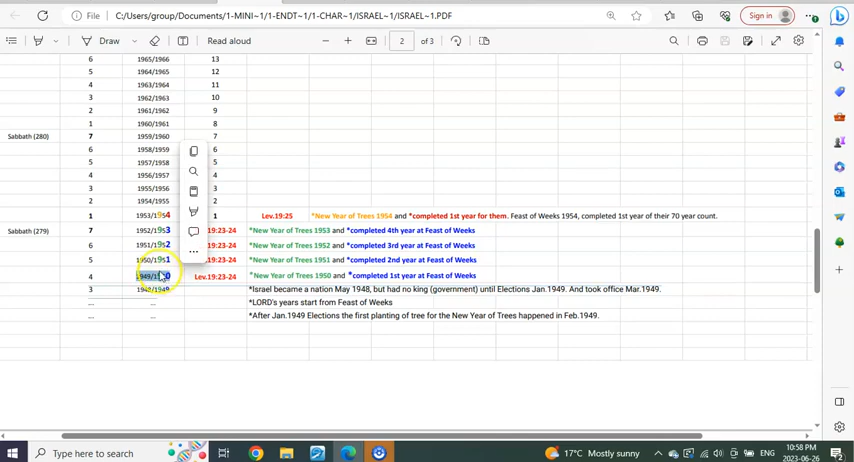 File
C:/Users/group/Documents/1-MINI~1/1-ENDT~1/1-CHAR~1/ISRAEL~1/ISRAEL~1.PDF
Sign in
Draw
Read aloud
2 of 3
6 1965/1966 13
5 1964/1965 12
4 1963/1964 11
3 1962/1963 10
2 1961/1962 9
1 1960/1961 8
Sabbath (280) 7 1959/1960 7
6 1958/1959 6
5 1957/1958 5
4 1956/1957 4
3 1955/1956 3
2 1954/1955 2
1 1953/1954 1 Lev.19:25 *New Year of Trees 1954 and *completed 1st year for them. Feast of Weeks 1954, completed 1st year of their 70 year count.
7 1952/1953 .19:23-24 *New Year of Trees 1953 and *completed 4th year at Feast of Weeks
Sabbath (279)
6 1951/1952 .19:23-24 *New Year of Trees 1952 and *completed 3rd year at Feast of Weeks
5 1950/1951 .19:23-24 *New Year of Trees 1951 and *completed 2nd year at Feast of Weeks
4 1949/1950 Lev.19:23-24 *New Year of Trees 1950 and *completed 1st year at Feast of Weeks
3 1948/1949 *Israel became a nation May 1948, but had no king (government) until Elections Jan.1949. And took office Mar.1949.
... ... *LORD's years start from Feast of Weeks
... ... *After Jan.1949 Elections the first planting of tree for the New Year of Trees happened in Feb.1949.
Type here to search
17°C Mostly sunny
ENG
10:58 PM
2023-06-26